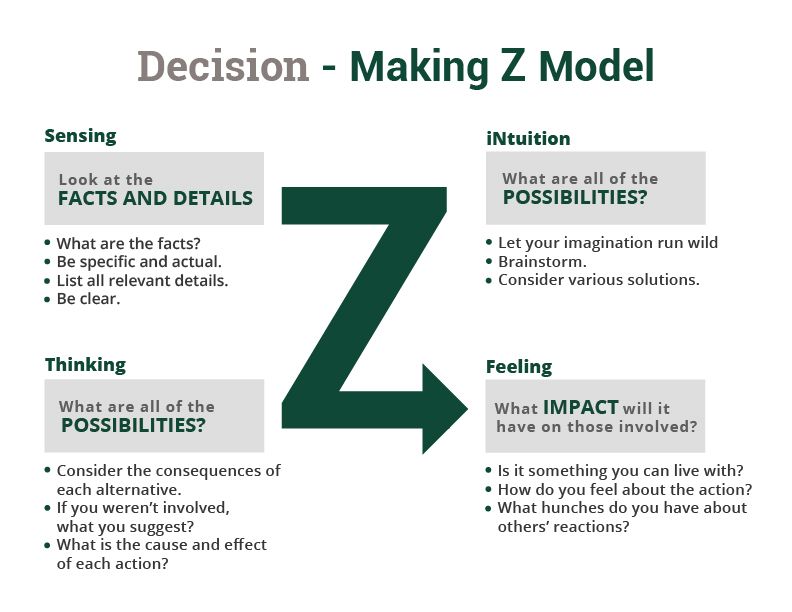 Decision - Making Z Model
Sensing
Look at the
FACTS AND DETAILS
• What are the facts?
• Be specific and actual.
• List all relevant details.
• Be clear.
iNtuition
What are all of the
POSSIBILITIES?
• Let your imagination run wild
• Brainstorm.
• Consider various solutions.
Z
Thinking
What are all of the
POSSIBILITIES?
• Consider the consequences of
each alternative.
• If you weren’t involved,
what you suggest?
• What is the cause and effect
of each action?
Feeling
What IMPACT will it
have on those involved?
• Is it something you can live with?
• How do you feel about the action?
• What hunches do you have about
others’ reactions?